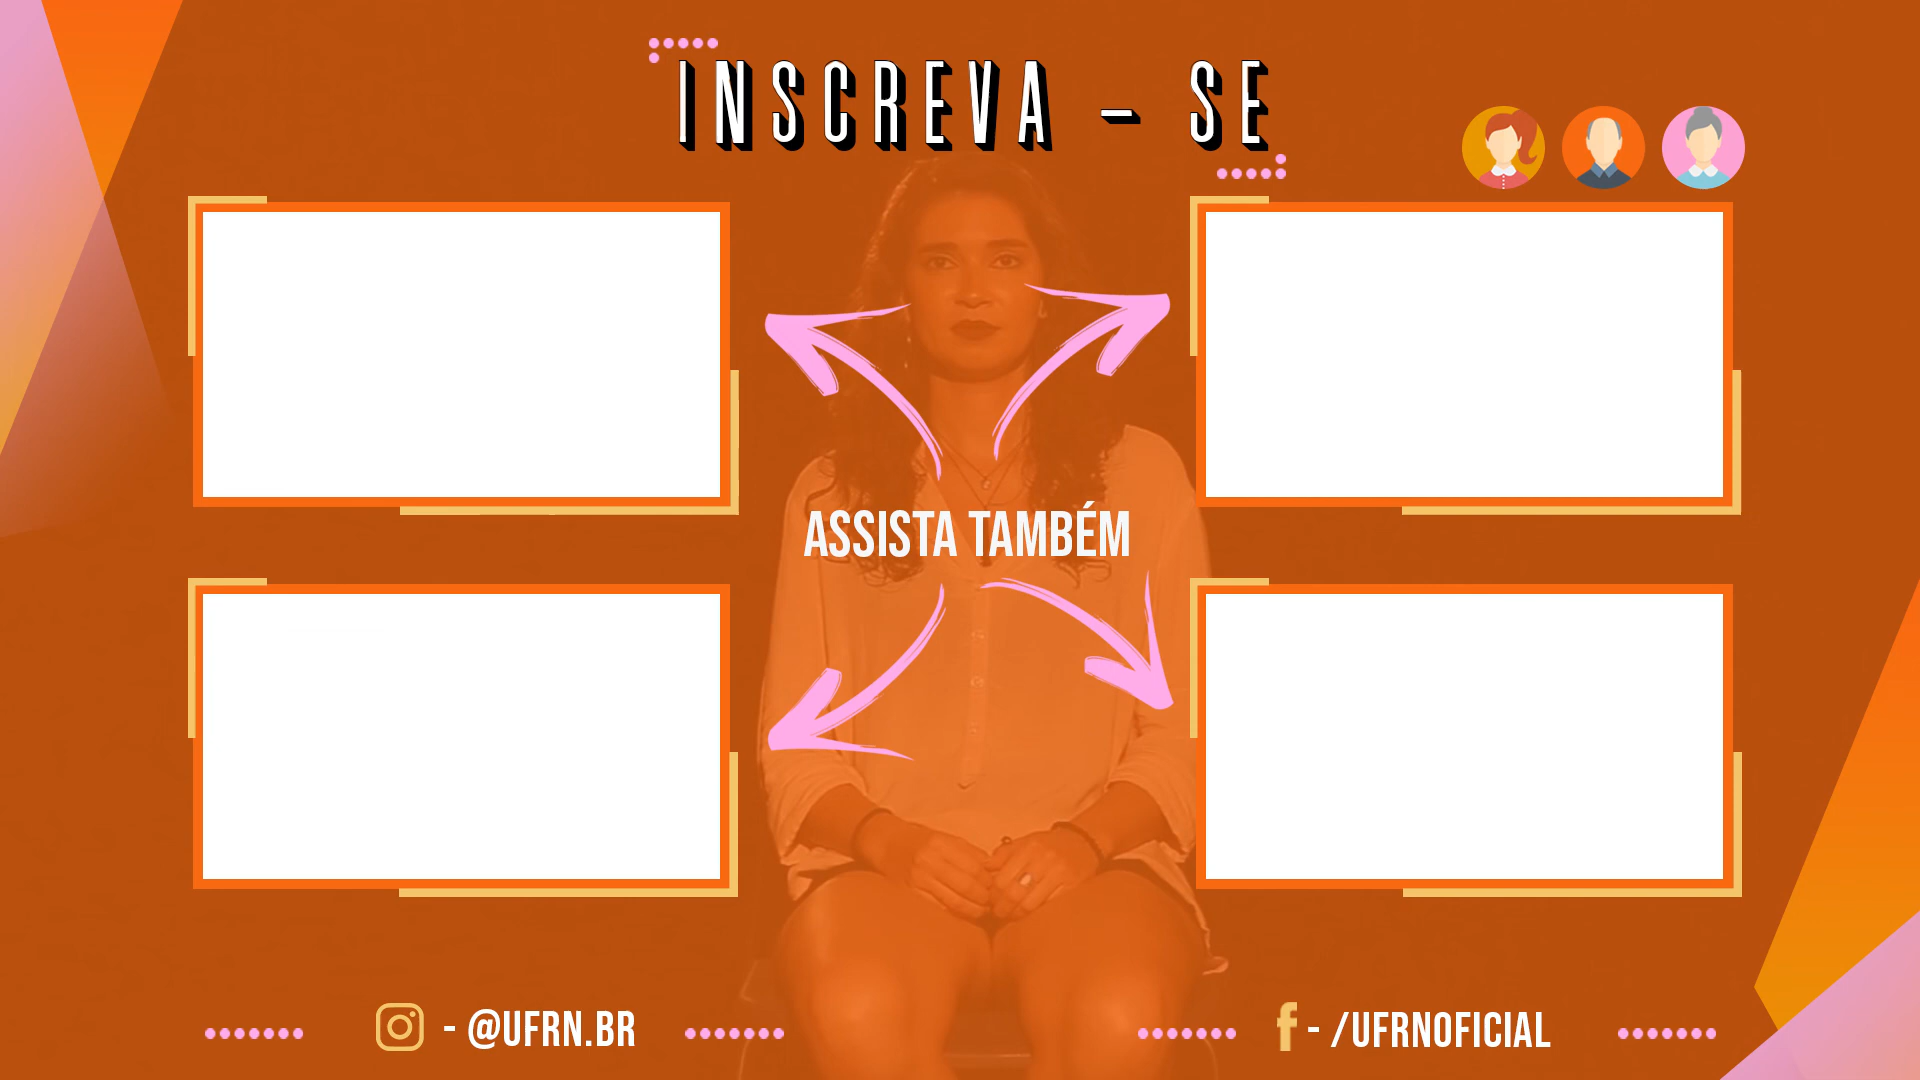 INSCREVA - SE
ASSISTA TAMBÉM
- @UFRN.BR
- /UFRNOFICIAL